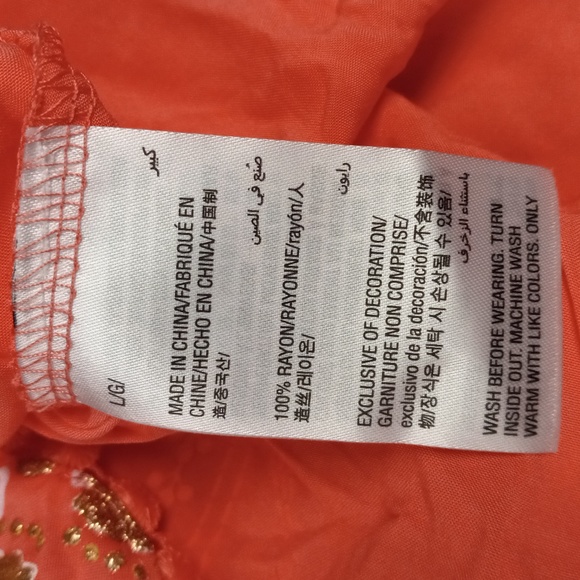 L/G/
كبير
MADE IN CHINA/FABRIQUÉ EN
CHINE/HECHO EN CHINA/中国制
造/중국산/
صُنع في الصين
100% RAYON/RAYONNE/rayón/人
造丝/레이온/
رايون
EXCLUSIVE OF DECORATION/
GARNITURE NON COMPRISE/
exclusivo de la decoración/不含装饰
物/장식은 세탁 시 손상될 수 있음/
باستثناء الزخرف
WASH BEFORE WEARING. TURN
INSIDE OUT. MACHINE WASH
WARM WITH LIKE COLORS. ONLY